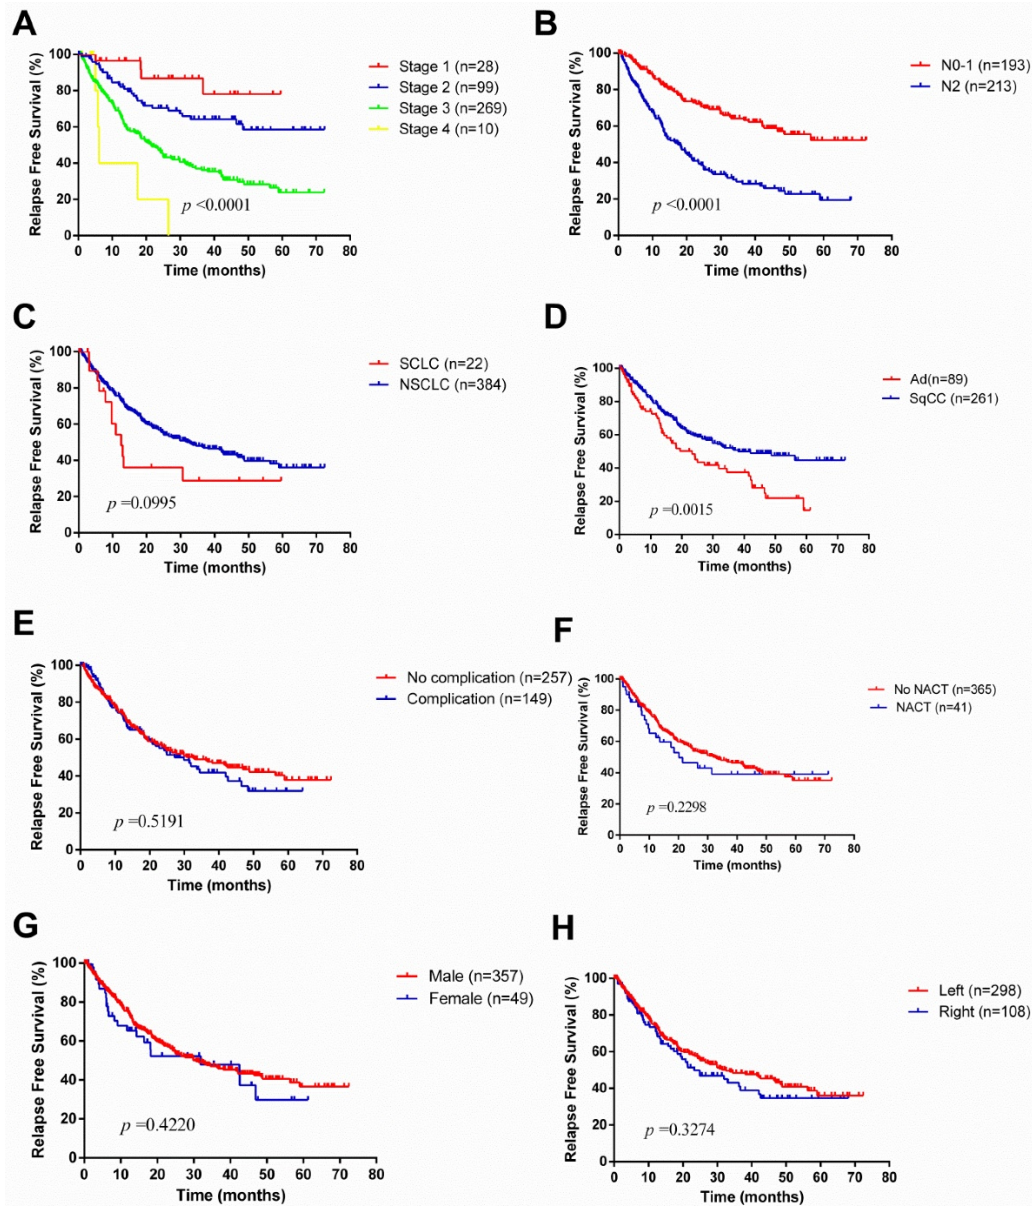 A
Relapse Free Survival (%)
100
80
60
40
20
0
0 10 20 30 40 50 60 70 80
Time (months)
p <0.0001
Stage 1 (n=28)
Stage 2 (n=99)
Stage 3 (n=269)
Stage 4 (n=10)
B
Relapse Free Survival (%)
100
80
60
40
20
0
0 10 20 30 40 50 60 70 80
Time (months)
p <0.0001
N0-1 (n=193)
N2 (n=213)
C
Relapse Free Survival (%)
100
80
60
40
20
0
0 10 20 30 40 50 60 70 80
Time (months)
p =0.0995
SCLC (n=22)
NSCLC (n=384)
D
Relapse Free Survival (%)
100
80
60
40
20
0
0 10 20 30 40 50 60 70 80
Time (months)
p =0.0015
Ad(n=89)
SqCC (n=261)
E
Relapse Free Survival (%)
100
80
60
40
20
0
0 10 20 30 40 50 60 70 80
Time (months)
p =0.5191
No complication (n=257)
Complication (n=149)
F
Relapse Free Survival (%)
100
80
60
40
20
0
0 10 20 30 40 50 60 70 80
Time (months)
p =0.2298
No NACT (n=365)
NACT (n=41)
G
Relapse Free Survival (%)
100
80
60
40
20
0
0 10 20 30 40 50 60 70 80
Time (months)
p =0.4220
Male (n=357)
Female (n=49)
H
Relapse Free Survival (%)
100
80
60
40
20
0
0 10 20 30 40 50 60 70 80
Time (months)
p =0.3274
Left (n=298)
Right (n=108)